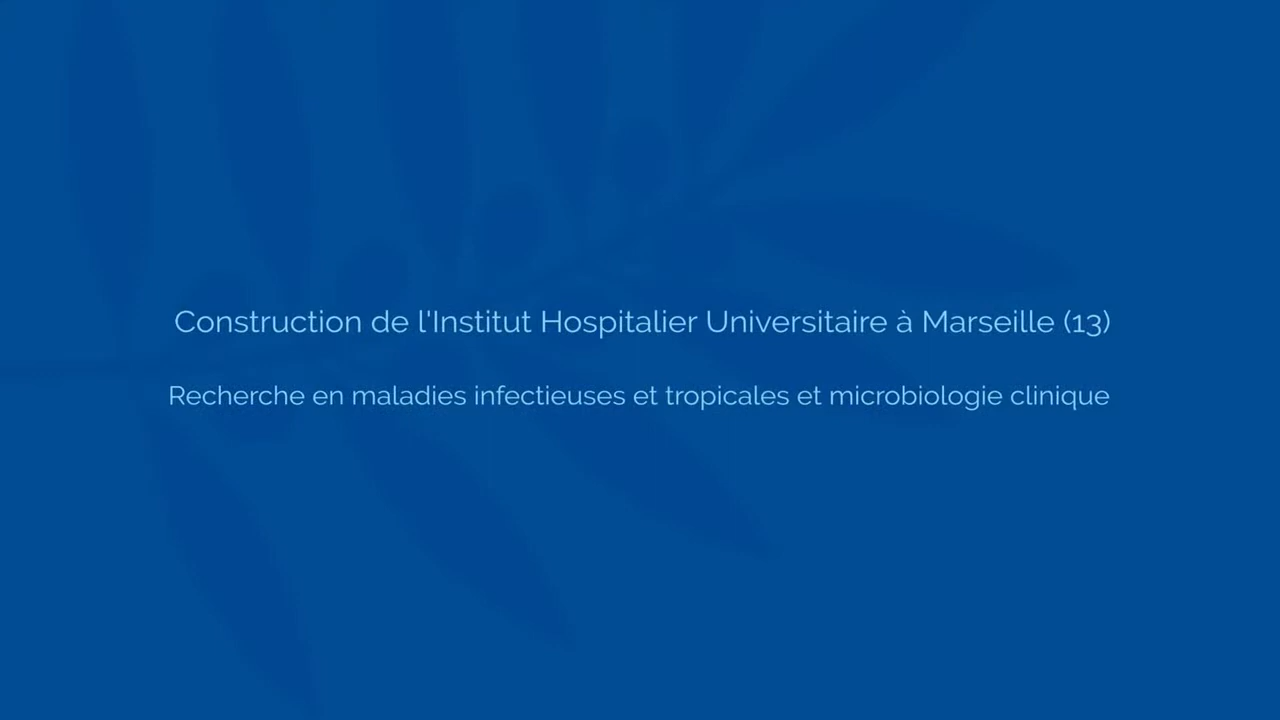 Construction de l'Institut Hospitalier Universitaire à Marseille (13)
Recherche en maladies infectieuses et tropicales et microbiologie clinique